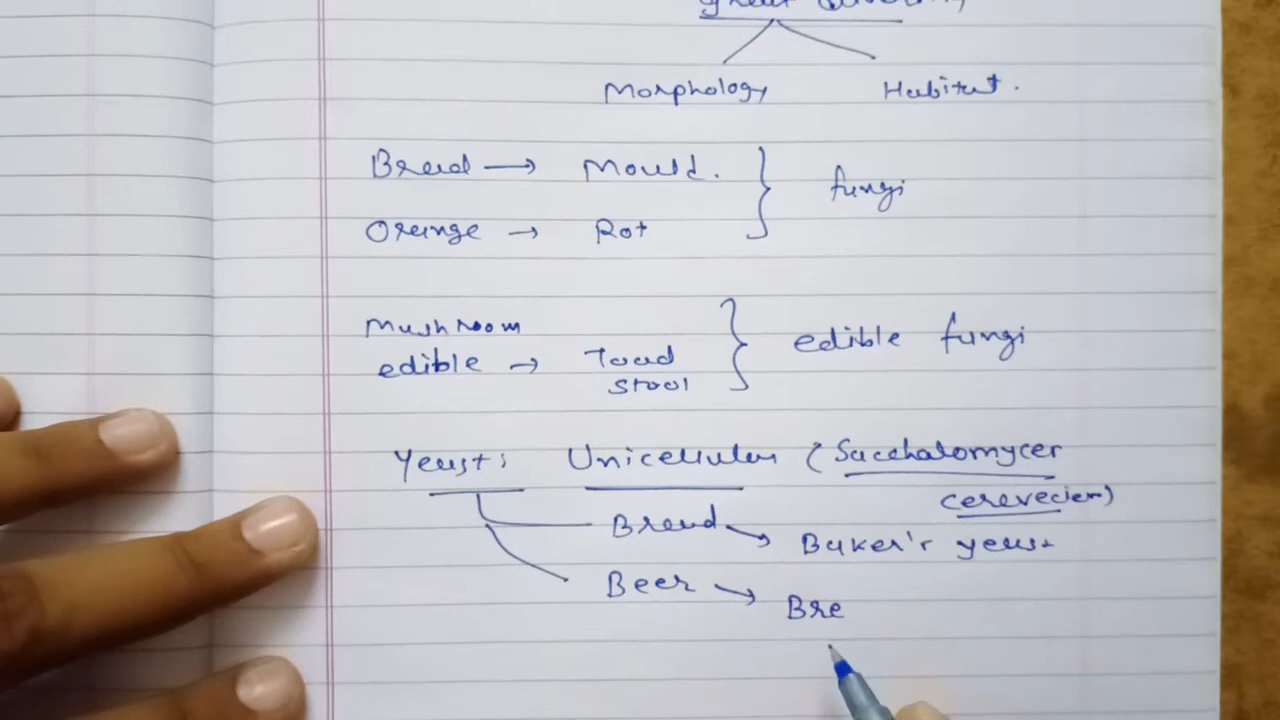 Morphology Habitat.
Bread → Mould. } fungi
Orange → Rot
Mushroom
edible → Toad stool } edible fungi
Yeast: Unicellular (Saccharomyces
cereveciem)
Bread → Baker's yeast
Beer → Bre